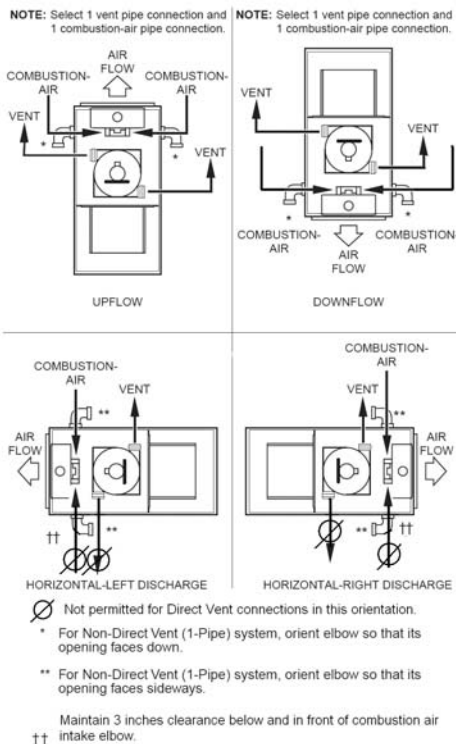 NOTE: Select 1 vent pipe connection and
1 combustion-air pipe connection.
AIR
FLOW
COMBUSTION-
AIR
COMBUSTION-
AIR
VENT
*
*
VENT
UPFLOW
NOTE: Select 1 vent pipe connection and
1 combustion-air pipe connection.
VENT
VENT
*
*
COMBUSTION-
AIR
COMBUSTION-
AIR
AIR
FLOW
DOWNFLOW
COMBUSTION-
AIR
**
VENT
AIR
FLOW
††
**
HORIZONTAL-LEFT DISCHARGE
COMBUSTION-
AIR
VENT
**
AIR
FLOW
**
††
HORIZONTAL-RIGHT DISCHARGE
Not permitted for Direct Vent connections in this orientation.
* For Non-Direct Vent (1-Pipe) system, orient elbow so that its
opening faces down.
** For Non-Direct Vent (1-Pipe) system, orient elbow so that its
opening faces sideways.
Maintain 3 inches clearance below and in front of combustion air
†† intake elbow.